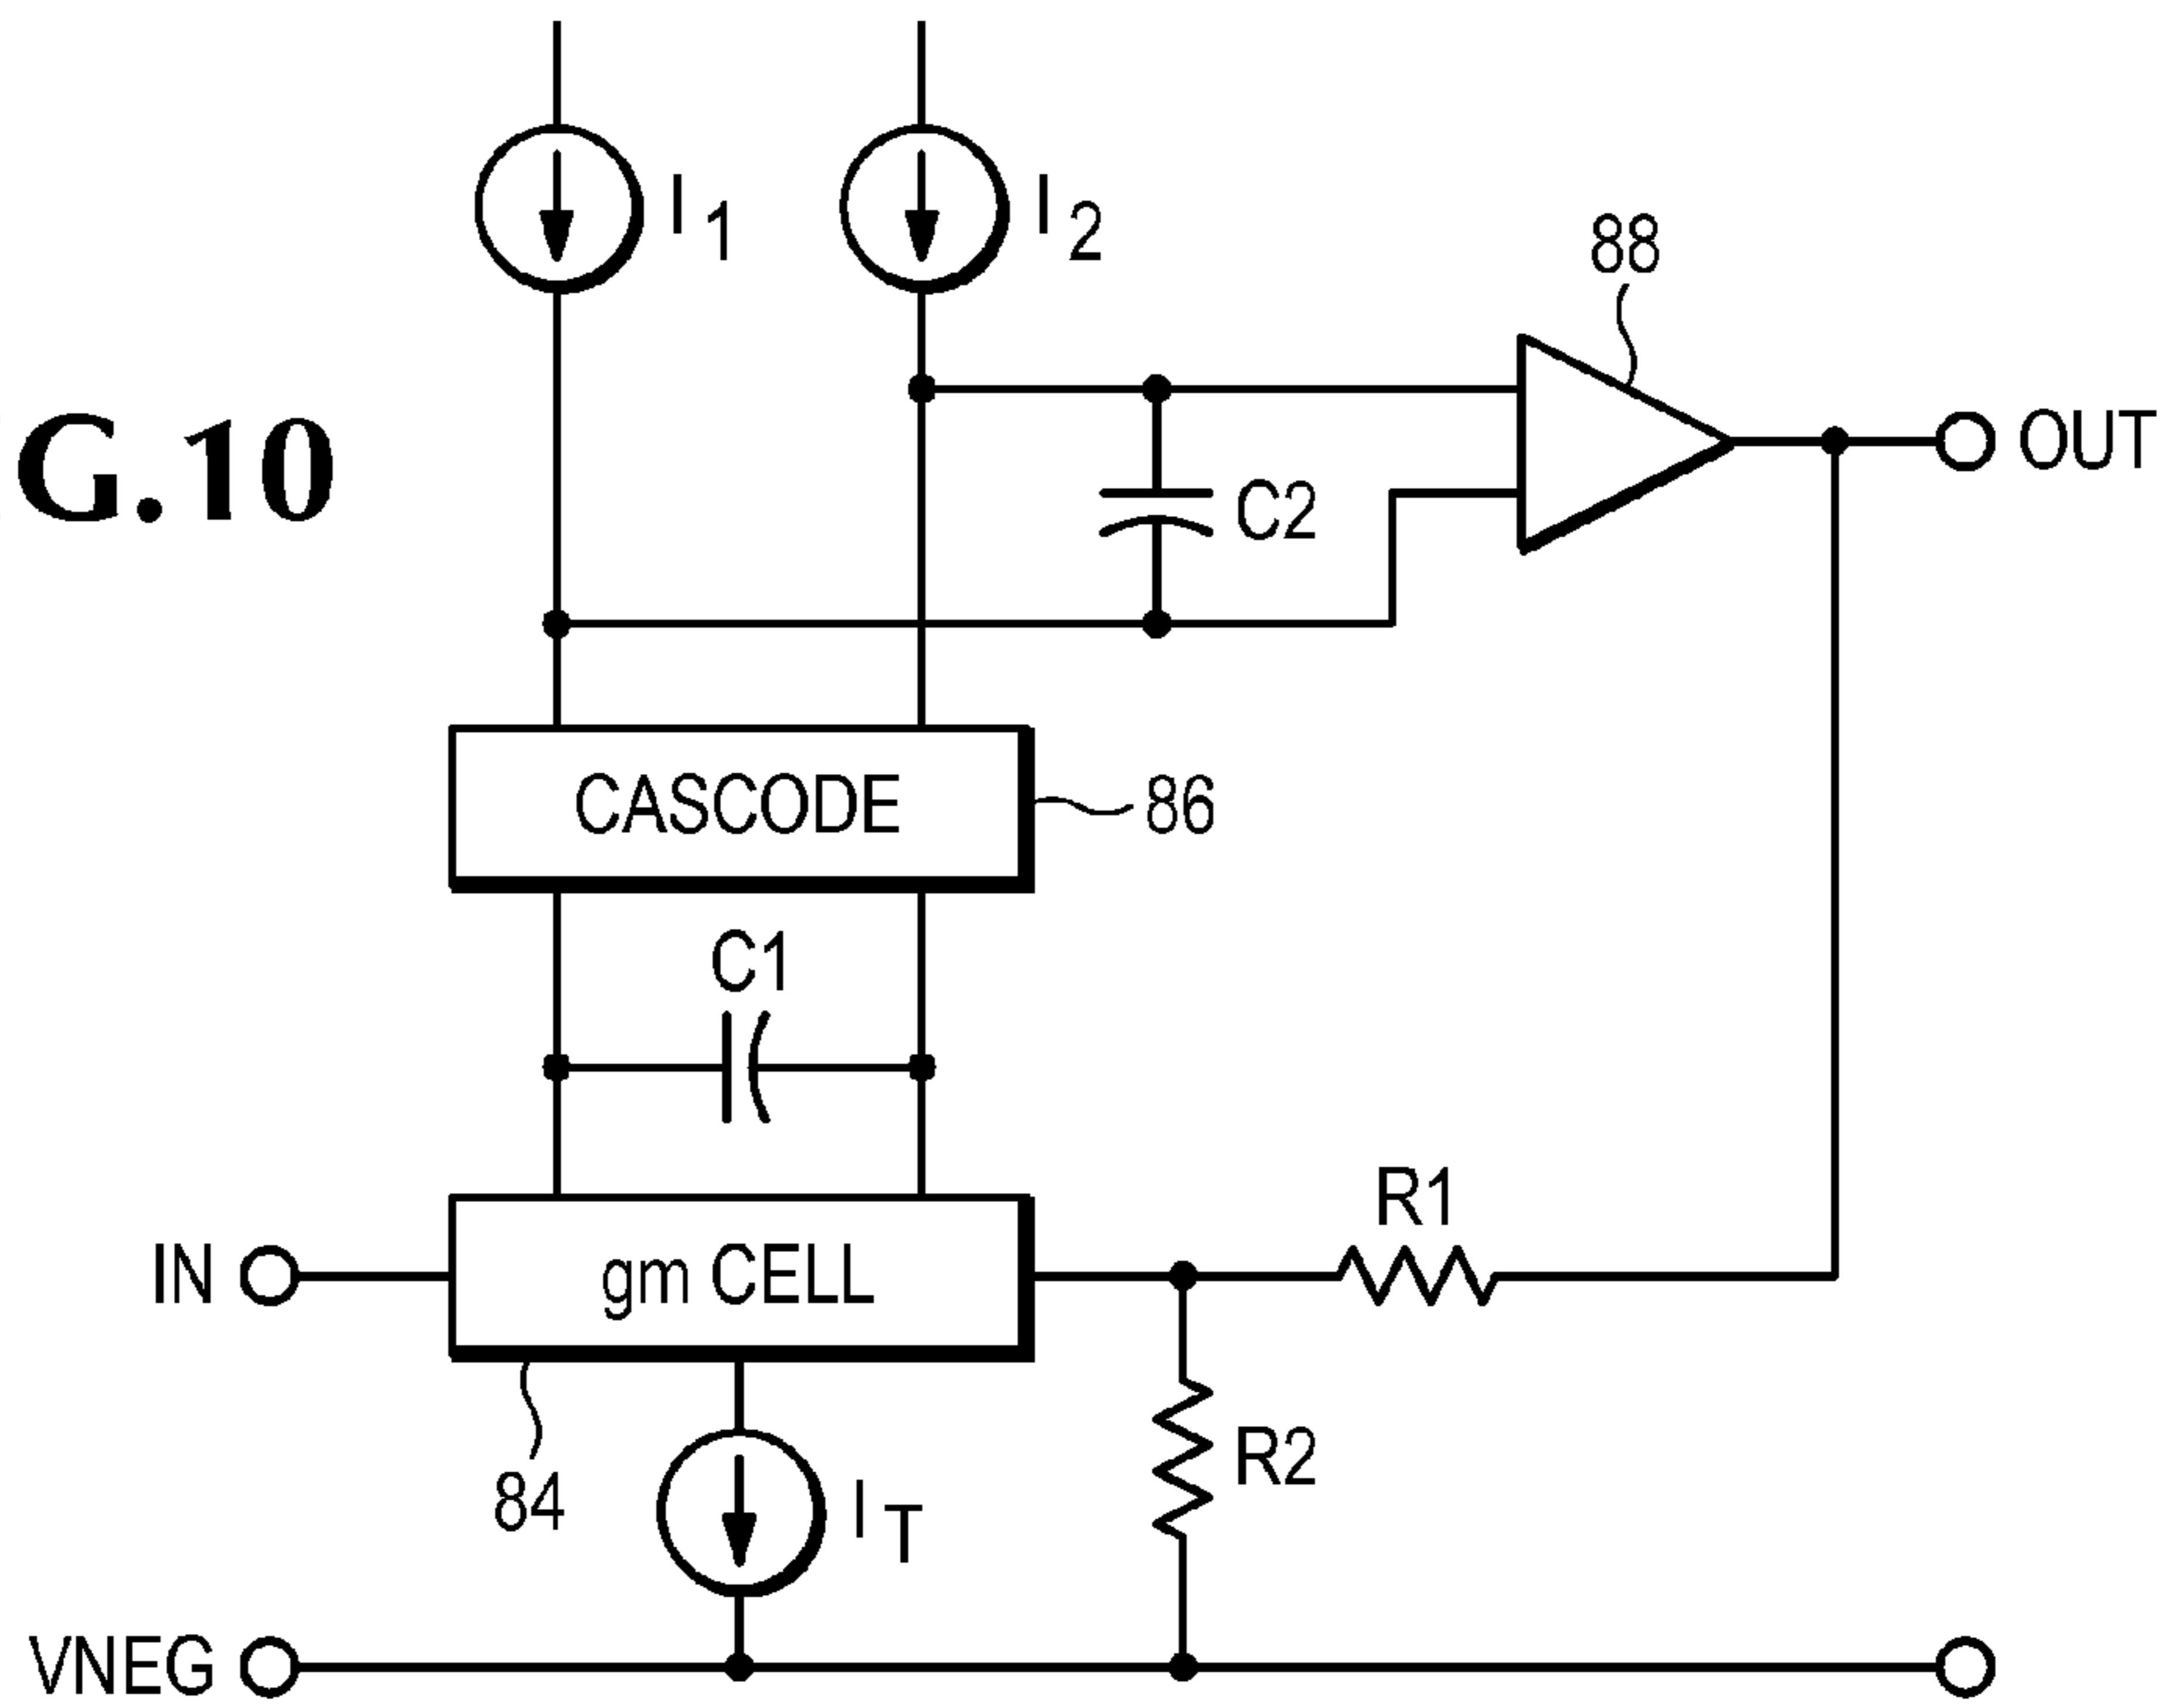 I1
I2
88
G.10
OUT
C2
CASCODE
86
C1
R1
IN
gm CELL
R2
84
IT
VNEG